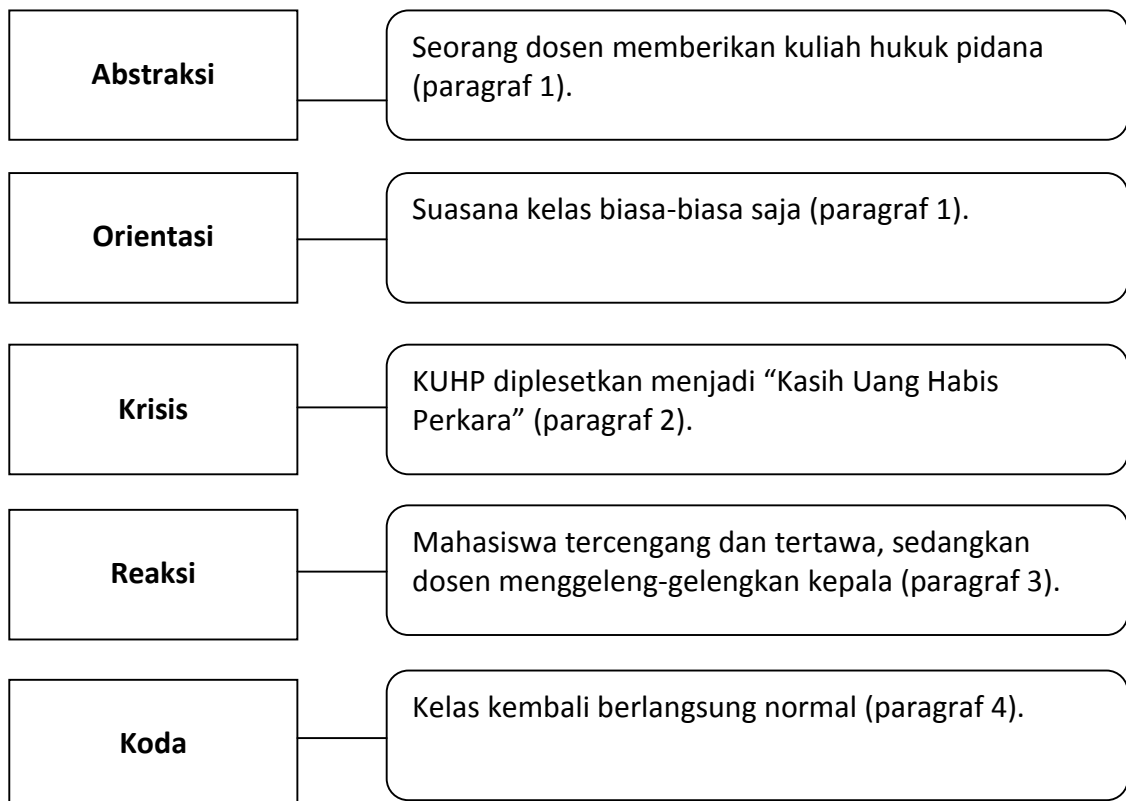 Abstraksi
Seorang dosen memberikan kuliah hukuk pidana
(paragraf 1).
Orientasi
Suasana kelas biasa-biasa saja (paragraf 1).
Krisis
KUHP diplesetkan menjadi “Kasih Uang Habis
Perkara” (paragraf 2).
Reaksi
Mahasiswa tercengang dan tertawa, sedangkan
dosen menggeleng-gelengkan kepala (paragraf 3).
Koda
Kelas kembali berlangsung normal (paragraf 4).